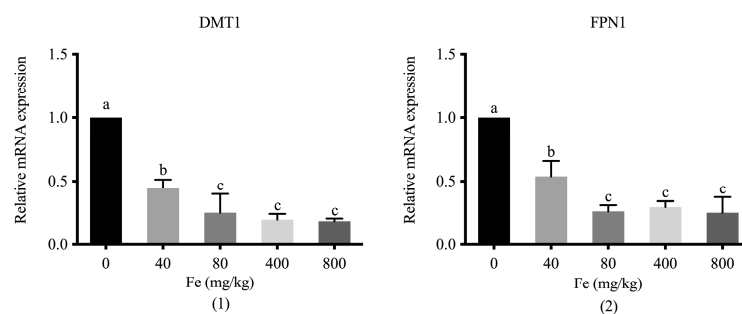 DMT1
Relative mRNA expression
1.5
1.0
0.5
0.0
a
b
c
c
c
0 40 80 400 800
Fe (mg/kg)
(1)
FPN1
Relative mRNA expression
1.5
1.0
0.5
0.0
a
b
c
c
c
0 40 80 400 800
Fe (mg/kg)
(2)